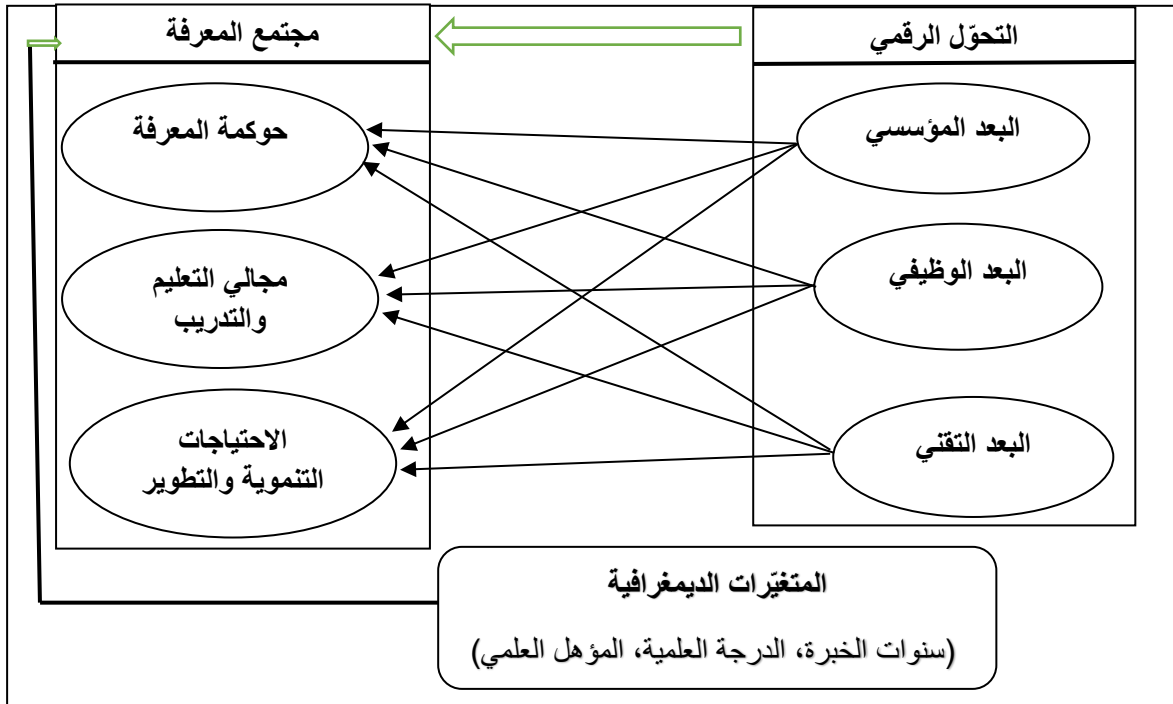 التحوّل الرقمي
البعد المؤسسي
البعد الوظيفي
البعد التقني
مجتمع المعرفة
حوكمة المعرفة
مجالي التعليم
والتدريب
الاحتياجات
التنموية والتطوير
المتغيّرات الديمغرافية
(سنوات الخبرة، الدرجة العلمية، المؤهل العلمي)